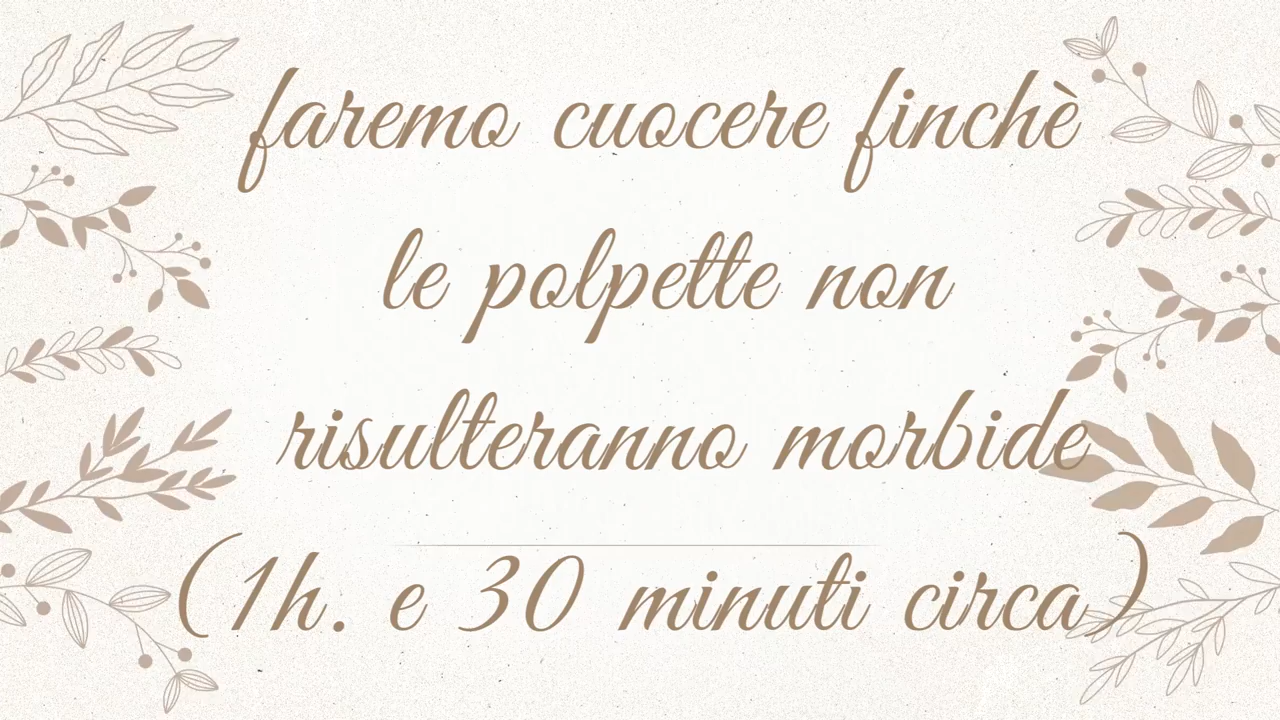 faremo cuocere finchè
le polpette non
risulteranno morbide
(1h. e 30 minuti circa)